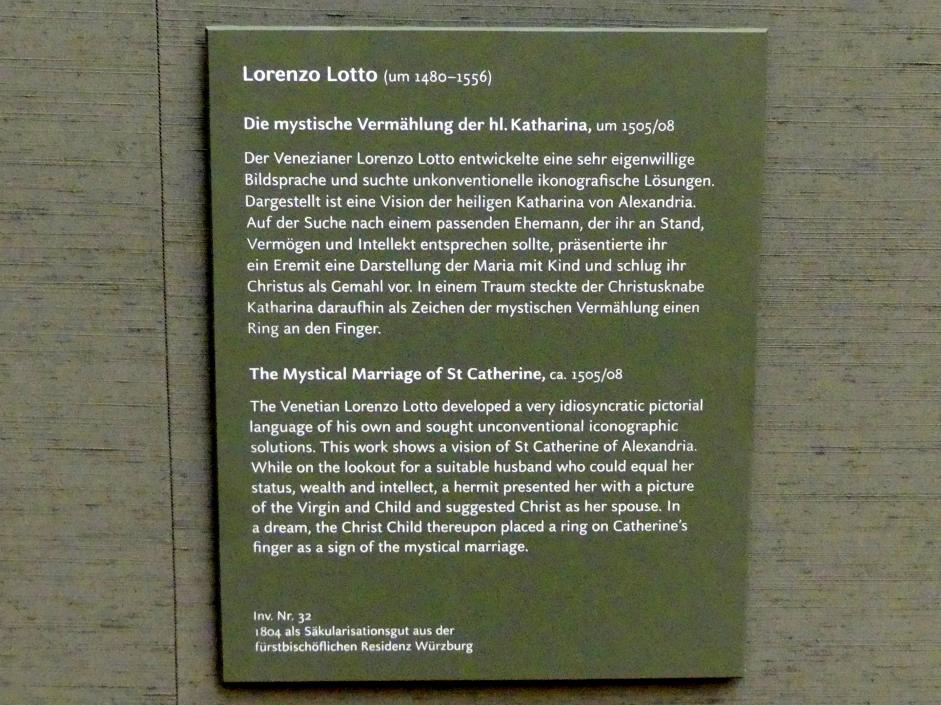 Lorenzo Lotto (um 1480–1556)
Die mystische Vermählung der hl. Katharina, um 1505/08
Der Venezianer Lorenzo Lotto entwickelte eine sehr eigenwillige
Bildsprache und suchte unkonventionelle ikonografische Lösungen.
Dargestellt ist eine Vision der heiligen Katharina von Alexandria.
Auf der Suche nach einem passenden Ehemann, der ihr an Stand,
Vermögen und Intellekt entsprechen sollte, präsentierte ihr
ein Eremit eine Darstellung der Maria mit Kind und schlug ihr
Christus als Gemahl vor. In einem Traum steckte der Christusknabe
Katharina daraufhin als Zeichen der mystischen Vermählung einen
Ring an den Finger.
The Mystical Marriage of St Catherine, ca. 1505/08
The Venetian Lorenzo Lotto developed a very idiosyncratic pictorial
language of his own and sought unconventional iconographic
solutions. This work shows a vision of St Catherine of Alexandria.
While on the lookout for a suitable husband who could equal her
status, wealth and intellect, a hermit presented her with a picture
of the Virgin and Child and suggested Christ as her spouse. In
a dream, the Christ Child thereupon placed a ring on Catherine's
finger as a sign of the mystical marriage.
Inv. Nr. 32
1804 als Säkularisationsgut aus der
fürstbischöflichen Residenz Würzburg